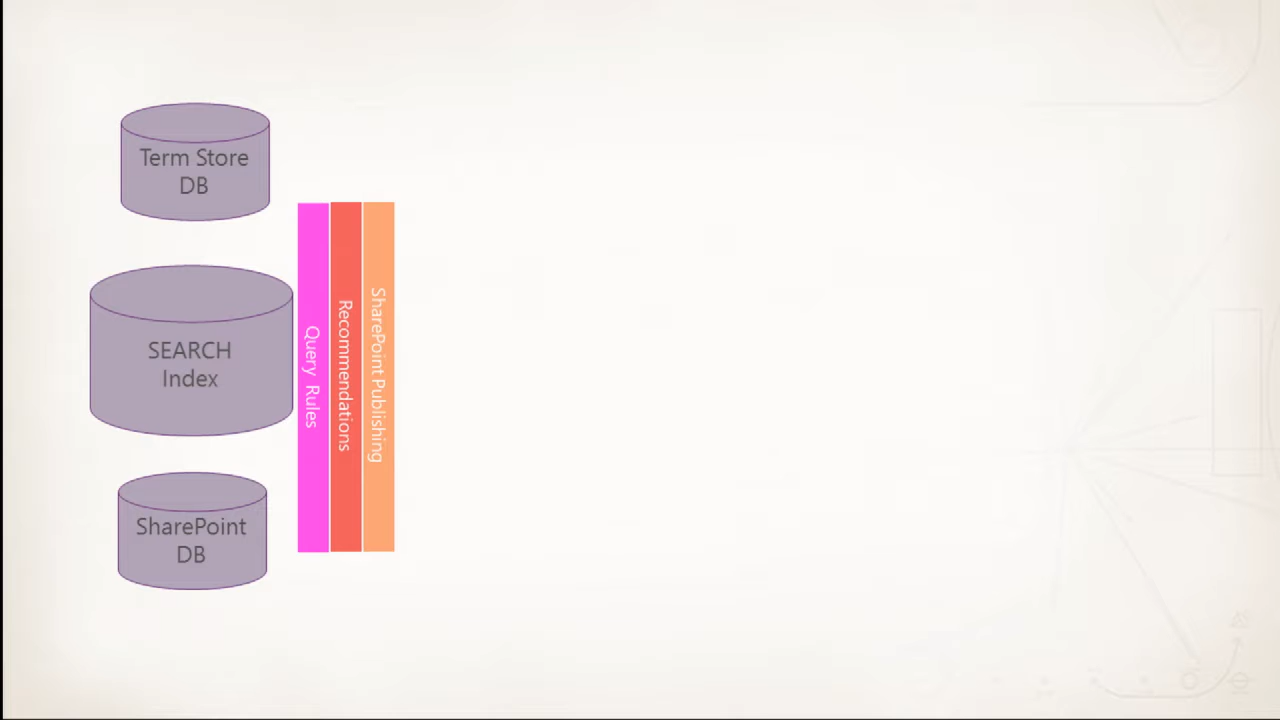 Term Store
DB
SEARCH
Index
SharePoint
DB
Query Rules
Recommendations
SharePoint Publishing